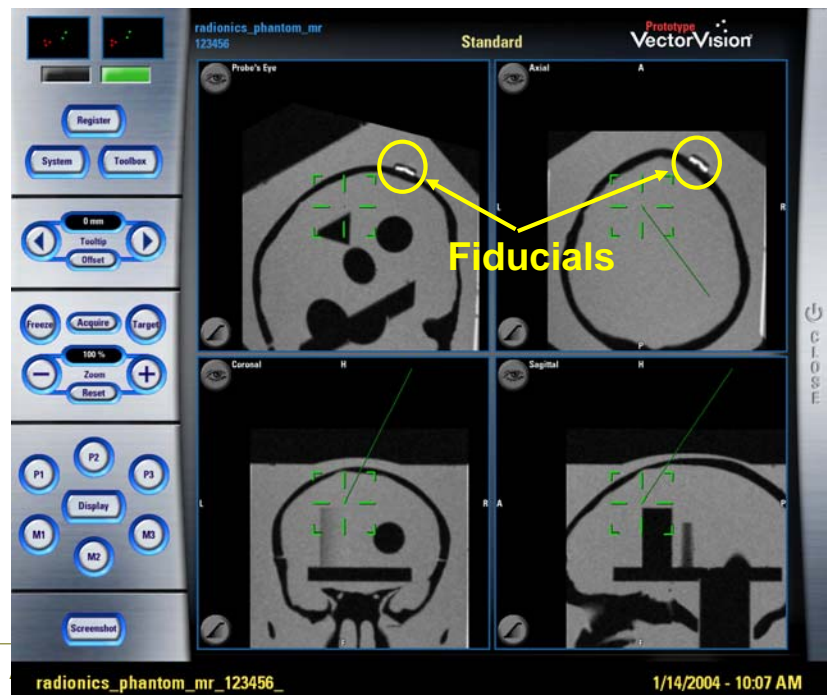 radionics_phantom_mr
123456
Standard
Prototype
VectorVision
Register
System
Toolbox
0 mm
Tooltip
Offset
Freeze
Acquire
Target
100 %
Zoom
Reset
P1
P2
P3
Display
M1
M2
M3
Screenshot
Probe's Eye
Axial
A
L
R
P
Fiducials
Coronal
H
L
R
F
Sagittal
H
A
P
F
CLOSE
radionics_phantom_mr_123456_
1/14/2004 - 10:07 AM